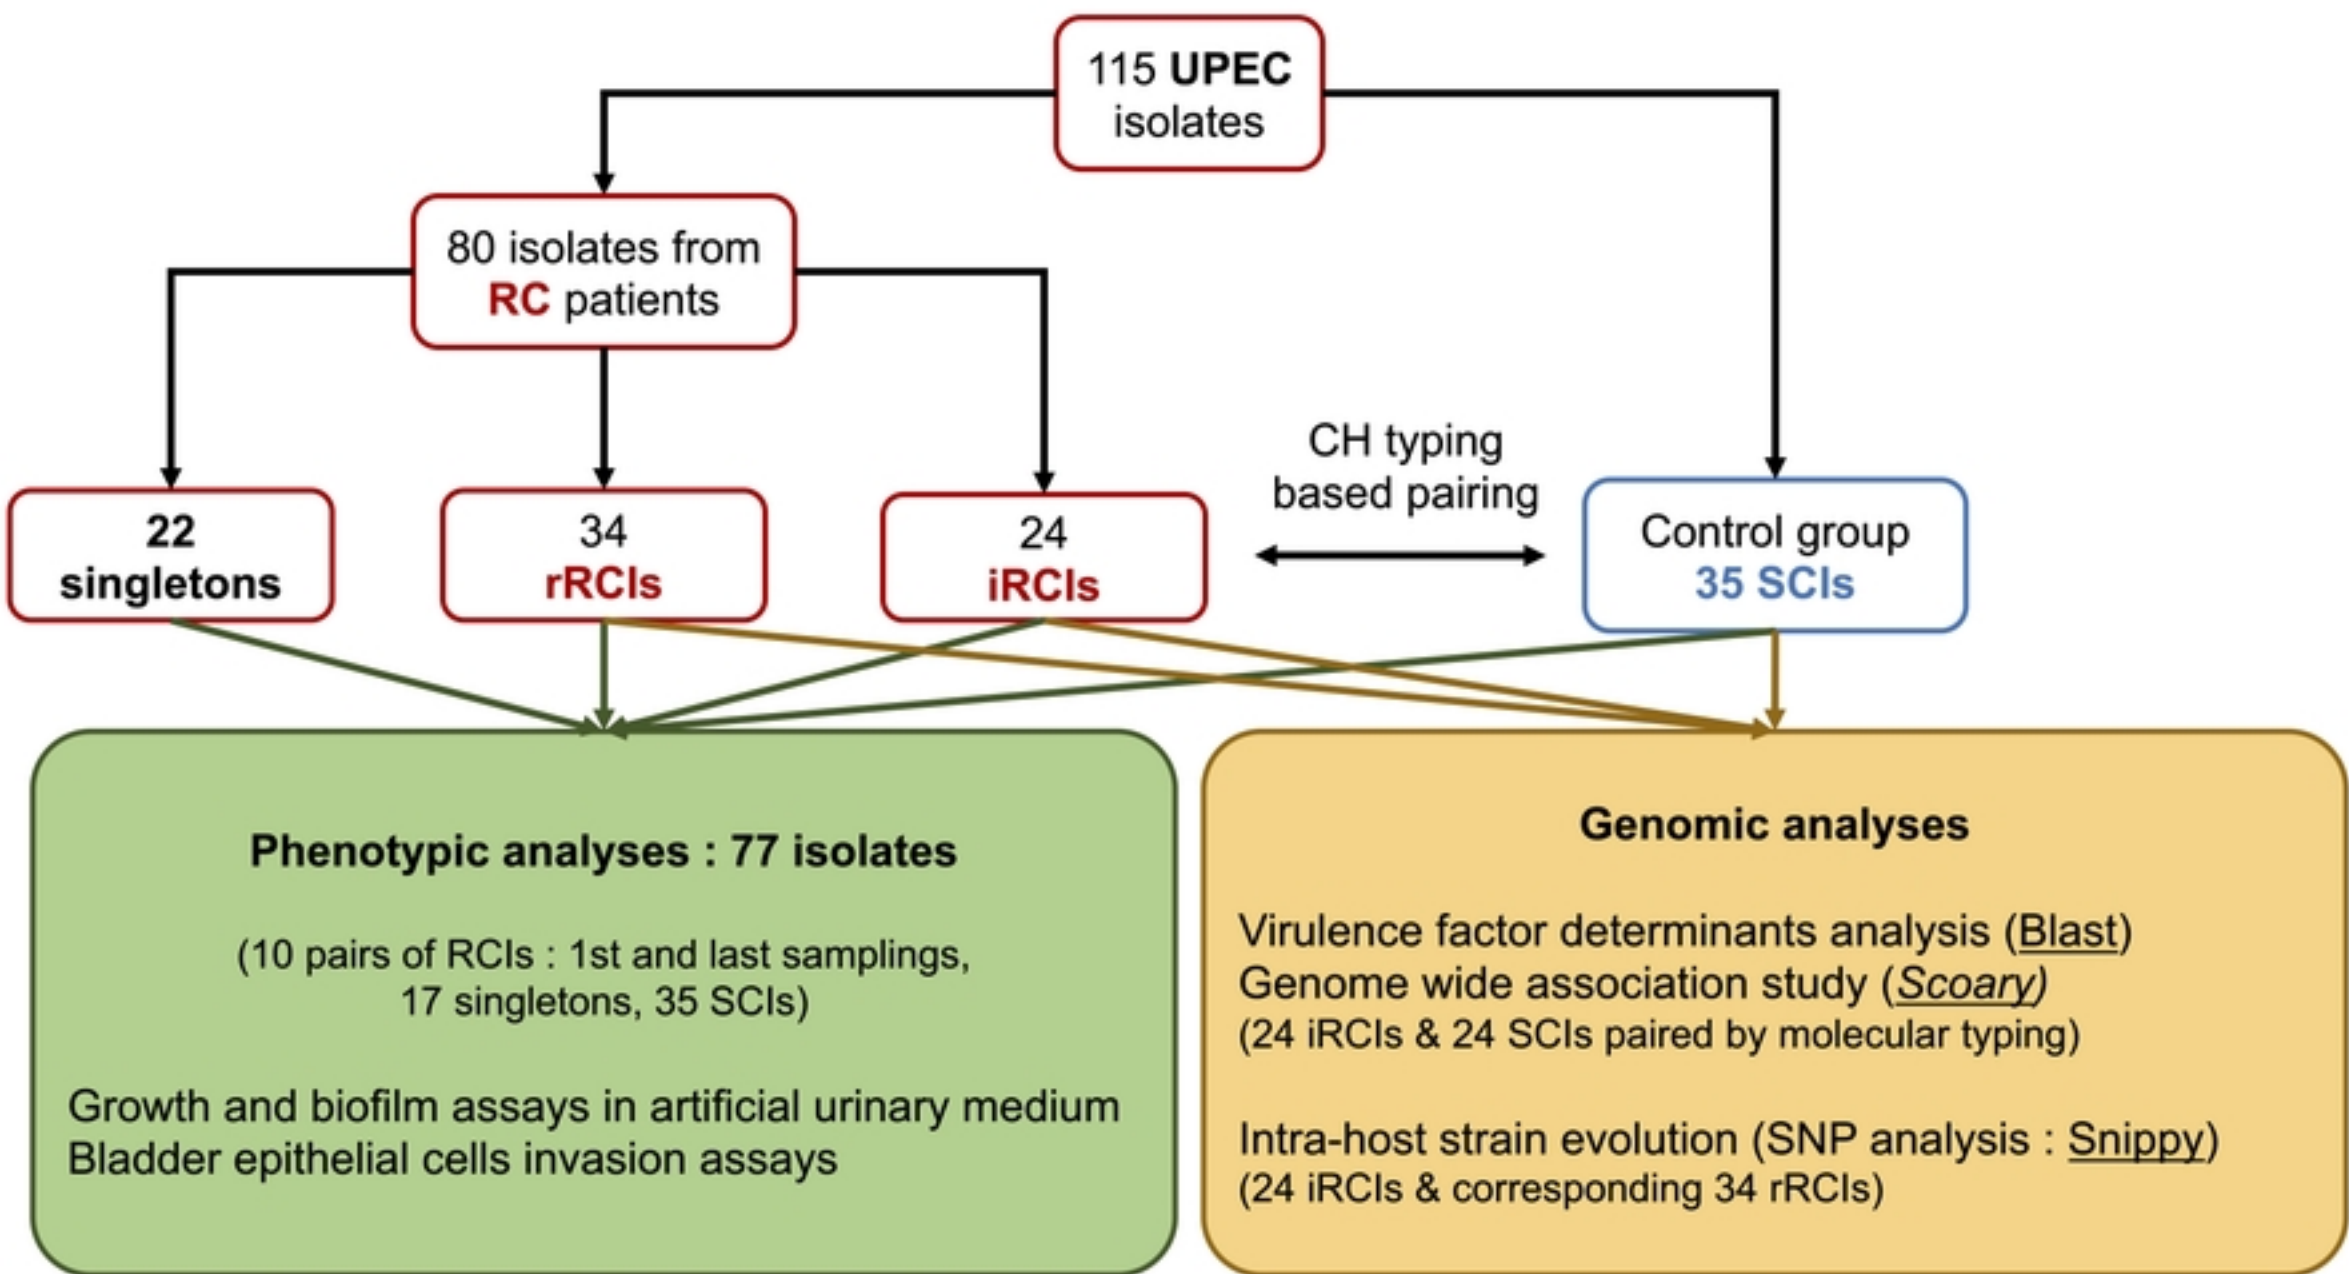 115 UPEC
isolates
80 isolates from
RC patients
22
singletons
34
rRCIs
24
iRCIs
CH typing
based pairing
Control group
35 SCIs
Phenotypic analyses : 77 isolates
(10 pairs of RCIs : 1st and last samplings,
17 singletons, 35 SCIs)
Growth and biofilm assays in artificial urinary medium
Bladder epithelial cells invasion assays
Genomic analyses
Virulence factor determinants analysis (Blast)
Genome wide association study (Scoary)
(24 iRCIs & 24 SCIs paired by molecular typing)
Intra-host strain evolution (SNP analysis : Snippy)
(24 iRCIs & corresponding 34 rRCIs)